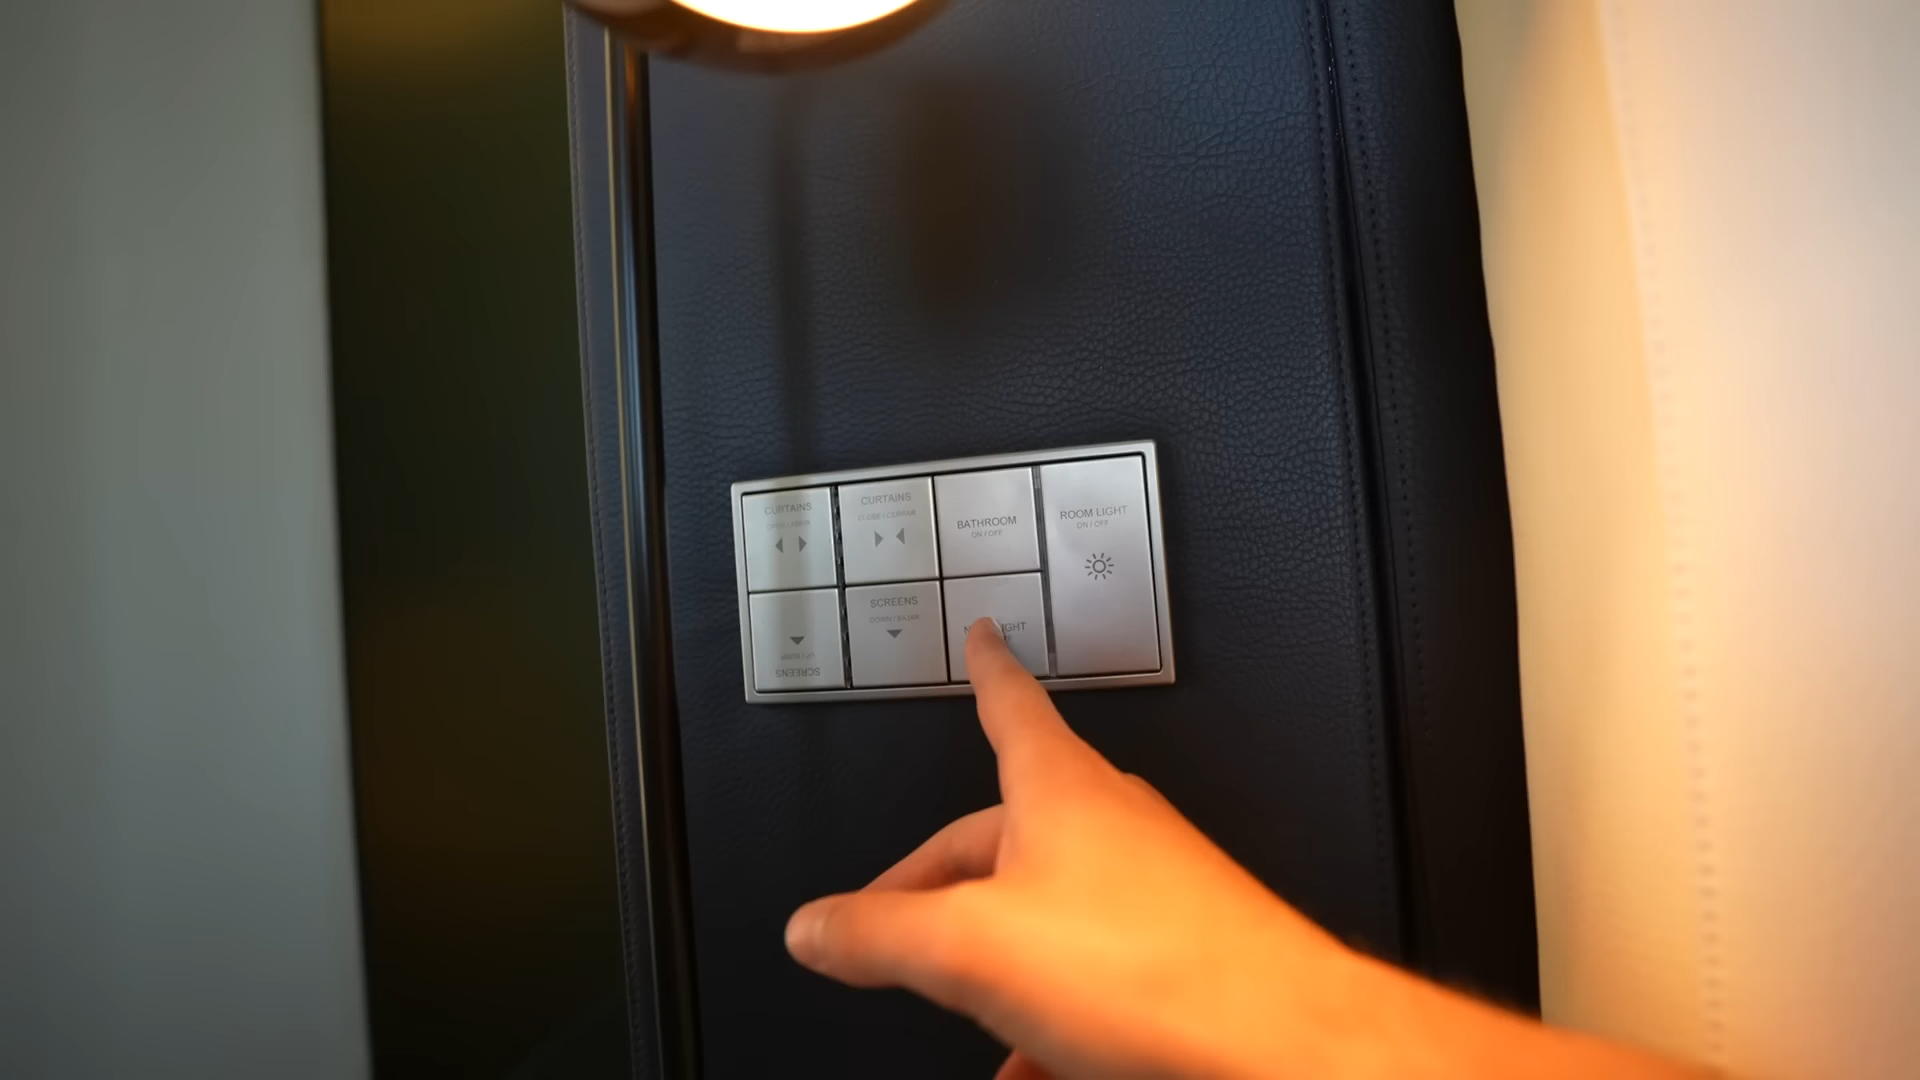 CURTAINS
CURTAINS
CLOSE / CERRAR
BATHROOM
ON / OFF
ROOM LIGHT
ON / OFF
SCREENS
SCREENS
DOWN / BAJAR